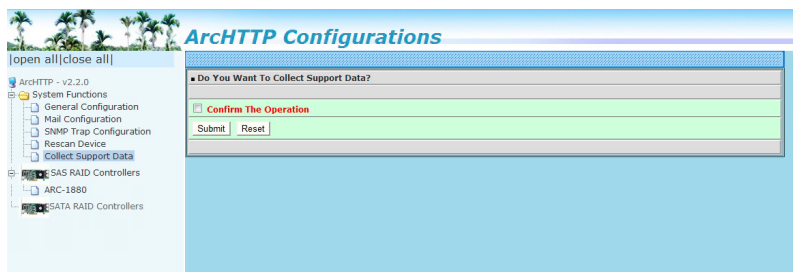 ArcHTTP Configurations
|open all|close all|
ArcHTTP - v2.2.0
System Functions
General Configuration
Mail Configuration
SNMP Trap Configuration
Rescan Device
Collect Support Data
SAS RAID Controllers
ARC-1880
SATA RAID Controllers
Do You Want To Collect Support Data?
Confirm The Operation
Submit Reset